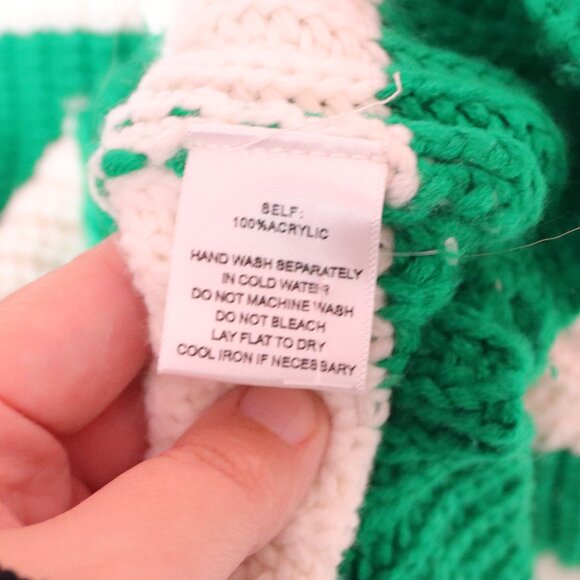 SELF:
100%ACRYLIC
HAND WASH SEPARATELY
IN COLD WATER
DO NOT MACHINE WASH
DO NOT BLEACH
LAY FLAT TO DRY
COOL IRON IF NECESSARY